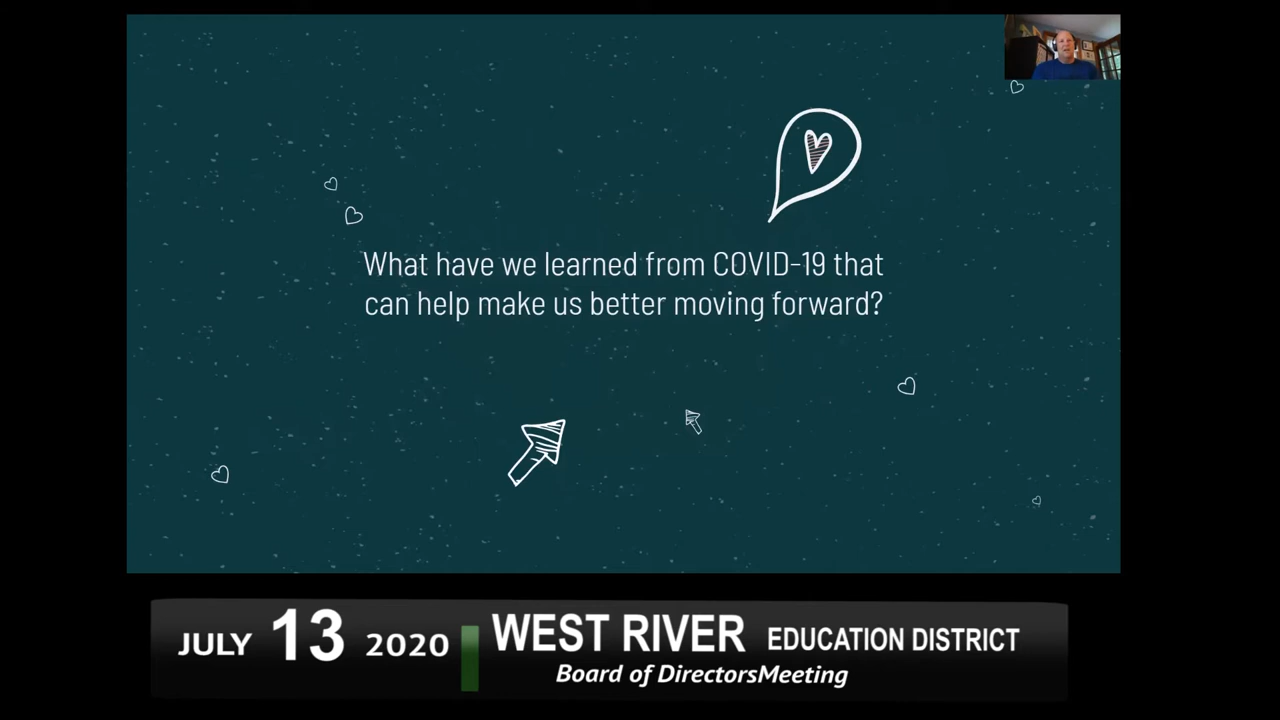 What have we learned from COVID-19 that
can help make us better moving forward?
JULY 13 2020
WEST RIVER EDUCATION DISTRICT
Board of DirectorsMeeting